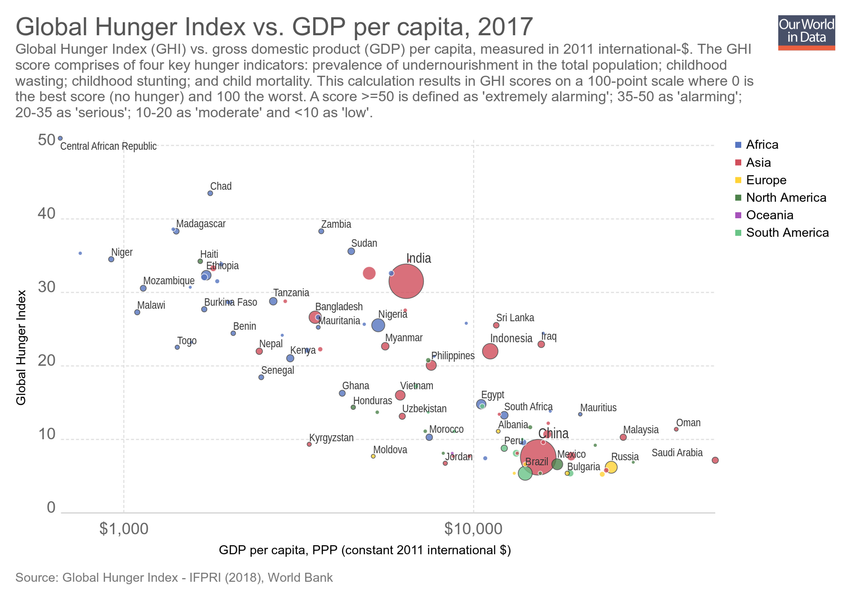 Global Hunger Index vs. GDP per capita, 2017
Our World
in Data
Global Hunger Index (GHI) vs. gross domestic product (GDP) per capita, measured in 2011 international-$. The GHI
score comprises of four key hunger indicators: prevalence of undernourishment in the total population; childhood
wasting; childhood stunting; and child mortality. This calculation results in GHI scores on a 100-point scale where 0 is
the best score (no hunger) and 100 the worst. A score >=50 is defined as 'extremely alarming'; 35-50 as 'alarming';
20-35 as 'serious'; 10-20 as 'moderate' and <10 as 'low'.
50
Central African Republic
Africa
Asia
Europe
North America
Oceania
South America
Chad
40
Madagascar
Zambia
Sudan
Niger
Haiti
Ethiopia
India
Mozambique
30
Tanzania
Malawi
Burkina Faso
Bangladesh
Mauritania
Nigeria
Sri Lanka
Benin
Togo
Nepal
Kenya
Myanmar
Indonesia
Iraq
20
Philippines
Senegal
Ghana
Vietnam
Honduras
Uzbekistan
Egypt
South Africa
Mauritius
Albania
Morocco
Oman
Malaysia
China
10
Kyrgyzstan
Peru
Moldova
Jordan
Brazil
Mexico
Bulgaria
Russia
Saudi Arabia
0
$1,000
$10,000
Global Hunger Index
GDP per capita, PPP (constant 2011 international $)
Source: Global Hunger Index - IFPRI (2018), World Bank